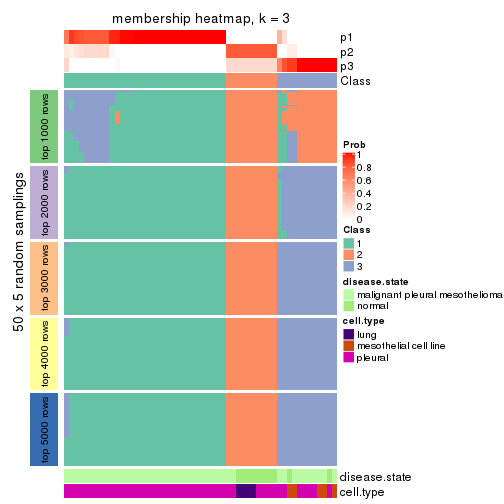 membership heatmap, k = 3
p1
p2
p3
Class
50 x 5 random samplings
top 1000 rows
top 2000 rows
top 3000 rows
top 4000 rows
top 5000 rows
Prob
1
0.8
0.6
0.4
0.2
0
Class
1
2
3
disease.state
malignant pleural mesothelioma
normal
cell.type
lung
mesothelial cell line
pleural
disease.state
cell.type